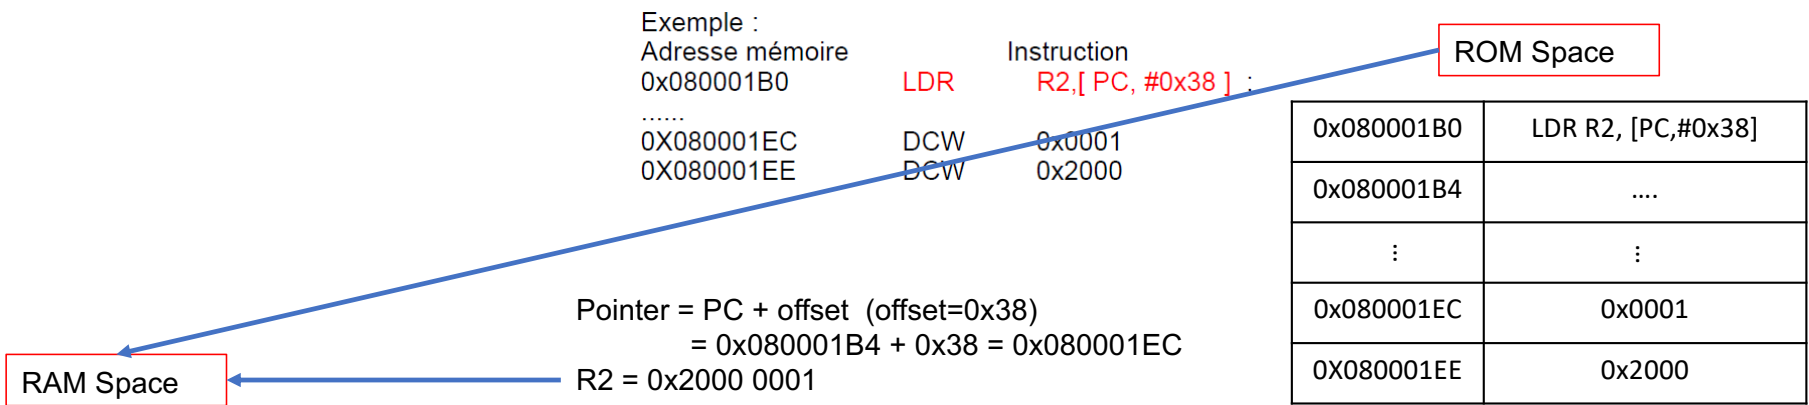 Exemple :
Adresse mémoire Instruction
0x080001B0 LDR R2,[ PC, #0x38 ] :
......
0X080001EC DCW 0x0001
0X080001EE DCW 0x2000
ROM Space
0x080001B0 LDR R2, [PC,#0x38]
0x080001B4 ....
⋮ ⋮
0x080001EC 0x0001
0X080001EE 0x2000
Pointer = PC + offset (offset=0x38)
= 0x080001B4 + 0x38 = 0x080001EC
R2 = 0x2000 0001
RAM Space